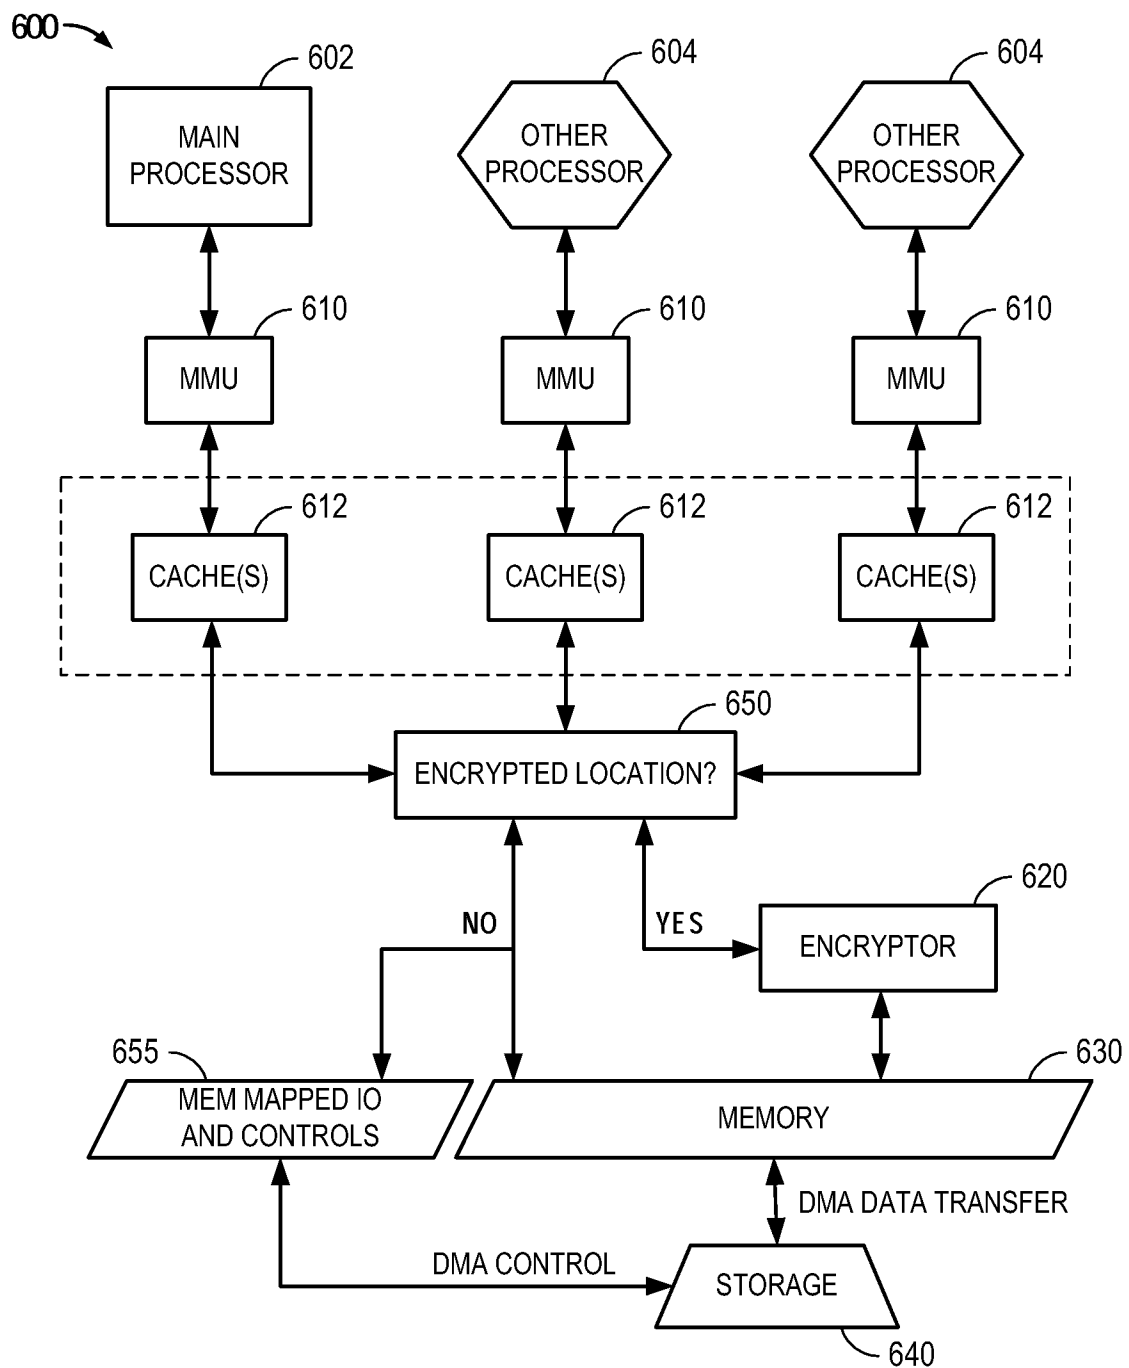 600
602
604
604
MAIN
PROCESSOR
OTHER
PROCESSOR
OTHER
PROCESSOR
610
610
610
MMU
MMU
MMU
612
612
612
CACHE(S)
CACHE(S)
CACHE(S)
650
ENCRYPTED LOCATION?
620
NO
YES
ENCRYPTOR
655
630
MEM MAPPED IO
AND CONTROLS
MEMORY
DMA DATA TRANSFER
DMA CONTROL
STORAGE
640